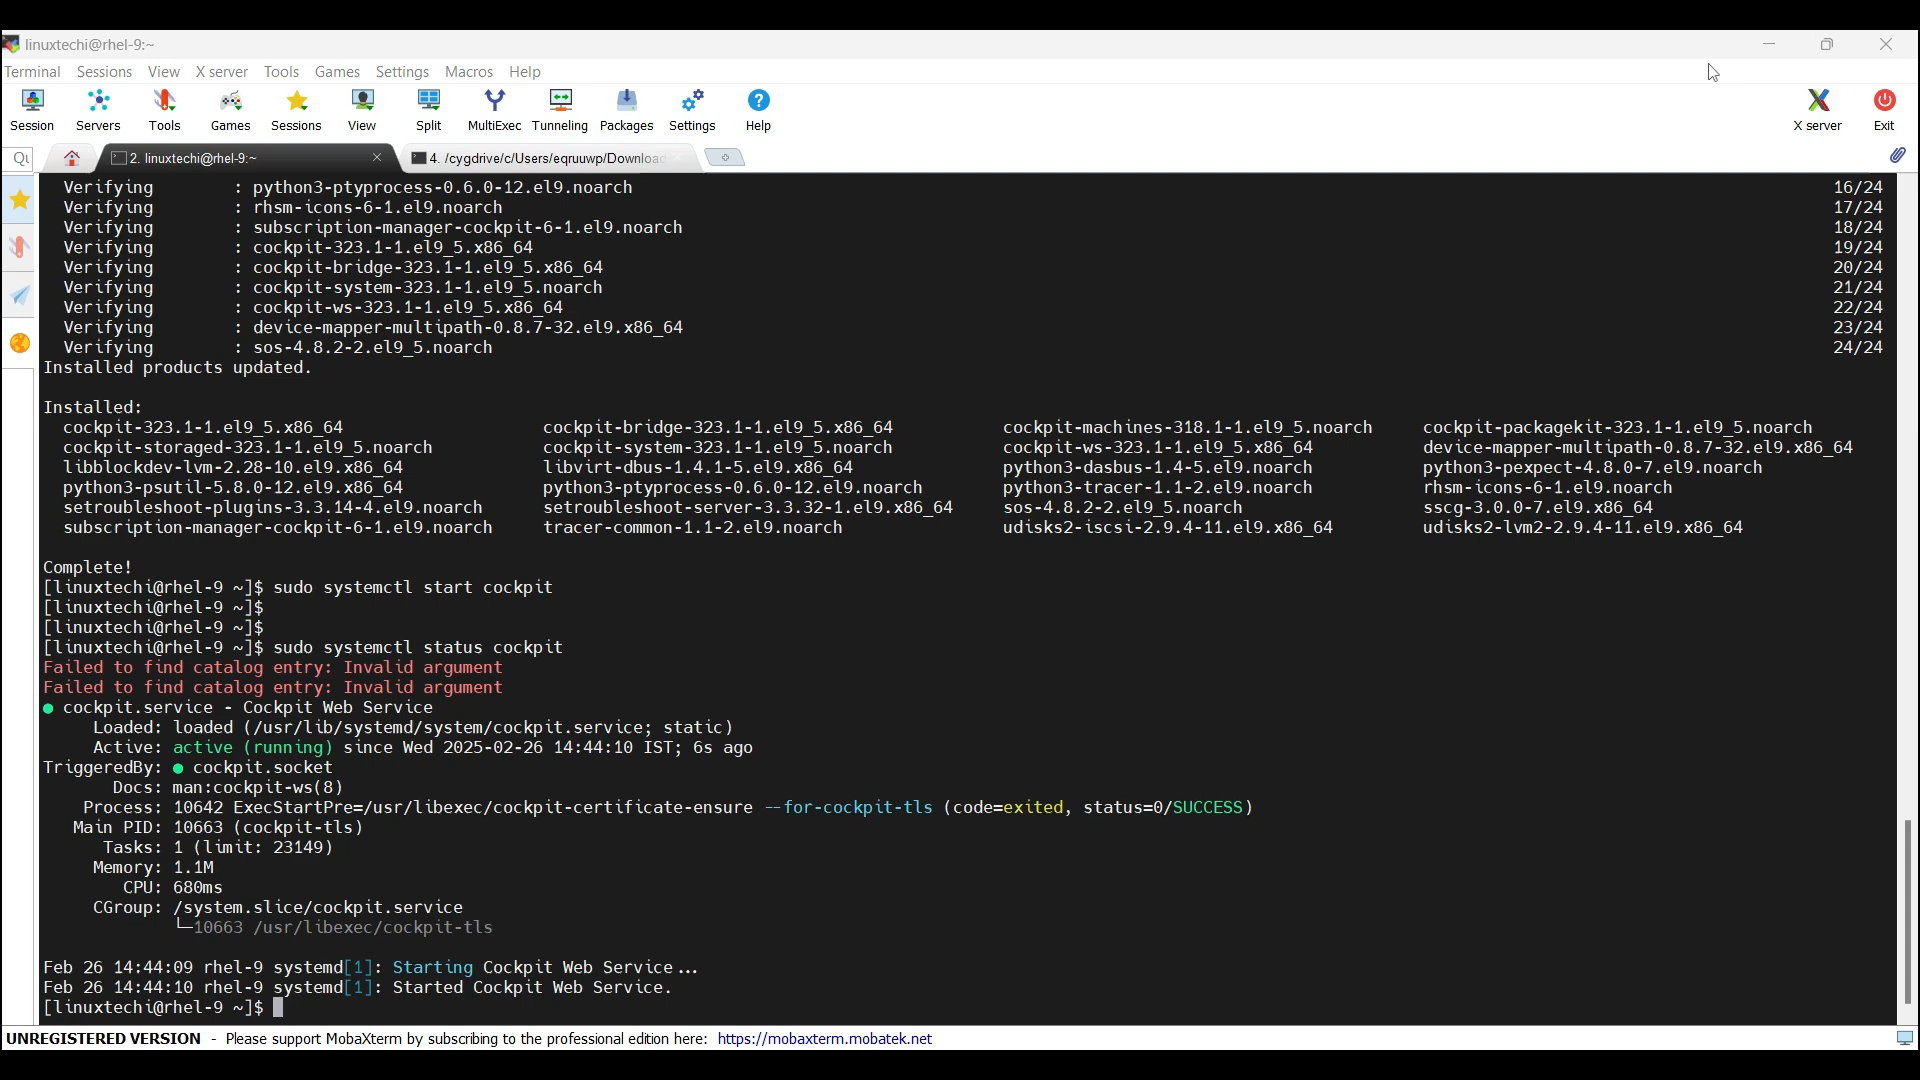 linuxtechi@rhel-9:~
Terminal Sessions View X server Tools Games Settings Macros Help
Session Servers Tools Games Sessions View Split MultiExec Tunneling Packages Settings Help X server Exit
2. linuxtechi@rhel-9:~ 4. /cygdrive/c/Users/eqruuwp/Downloac
Verifying : python3-ptyprocess-0.6.0-12.el9.noarch 16/24
Verifying : rhsm-icons-6-1.el9.noarch 17/24
Verifying : subscription-manager-cockpit-6-1.el9.noarch 18/24
Verifying : cockpit-323.1-1.el9_5.x86_64 19/24
Verifying : cockpit-bridge-323.1-1.el9_5.x86_64 20/24
Verifying : cockpit-system-323.1-1.el9_5.noarch 21/24
Verifying : cockpit-ws-323.1-1.el9_5.x86_64 22/24
Verifying : device-mapper-multipath-0.8.7-32.el9.x86_64 23/24
Verifying : sos-4.8.2-2.el9_5.noarch 24/24
Installed products updated.
Installed:
cockpit-323.1-1.el9_5.x86_64 cockpit-bridge-323.1-1.el9_5.x86_64 cockpit-machines-318.1-1.el9_5.noarch cockpit-packagekit-323.1-1.el9_5.noarch
cockpit-storaged-323.1-1.el9_5.noarch cockpit-system-323.1-1.el9_5.noarch cockpit-ws-323.1-1.el9_5.x86_64 device-mapper-multipath-0.8.7-32.el9.x86_64
libblockdev-lvm-2.28-10.el9.x86_64 libvirt-dbus-1.4.1-5.el9.x86_64 python3-dasbus-1.4-5.el9.noarch python3-pexpect-4.8.0-7.el9.noarch
python3-psutil-5.8.0-12.el9.x86_64 python3-ptyprocess-0.6.0-12.el9.noarch python3-tracer-1.1-2.el9.noarch rhsm-icons-6-1.el9.noarch
setroubleshoot-plugins-3.3.14-4.el9.noarch setroubleshoot-server-3.3.32-1.el9.x86_64 sos-4.8.2-2.el9_5.noarch sscg-3.0.0-7.el9.x86_64
subscription-manager-cockpit-6-1.el9.noarch tracer-common-1.1-2.el9.noarch udisks2-iscsi-2.9.4-11.el9.x86_64 udisks2-lvm2-2.9.4-11.el9.x86_64
Complete!
[linuxtechi@rhel-9 ~]$ sudo systemctl start cockpit
[linuxtechi@rhel-9 ~]$
[linuxtechi@rhel-9 ~]$
[linuxtechi@rhel-9 ~]$ sudo systemctl status cockpit
Failed to find catalog entry: Invalid argument
Failed to find catalog entry: Invalid argument
● cockpit.service - Cockpit Web Service
Loaded: loaded (/usr/lib/systemd/system/cockpit.service; static)
Active: active (running) since Wed 2025-02-26 14:44:10 IST; 6s ago
TriggeredBy: ● cockpit.socket
Docs: man:cockpit-ws(8)
Process: 10642 ExecStartPre=/usr/libexec/cockpit-certificate-ensure --for-cockpit-tls (code=exited, status=0/SUCCESS)
Main PID: 10663 (cockpit-tls)
Tasks: 1 (limit: 23149)
Memory: 1.1M
CPU: 680ms
CGroup: /system.slice/cockpit.service
└─10663 /usr/libexec/cockpit-tls
Feb 26 14:44:09 rhel-9 systemd[1]: Starting Cockpit Web Service...
Feb 26 14:44:10 rhel-9 systemd[1]: Started Cockpit Web Service.
[linuxtechi@rhel-9 ~]$
UNREGISTERED VERSION - Please support MobaXterm by subscribing to the professional edition here: https://mobaxterm.mobatek.net